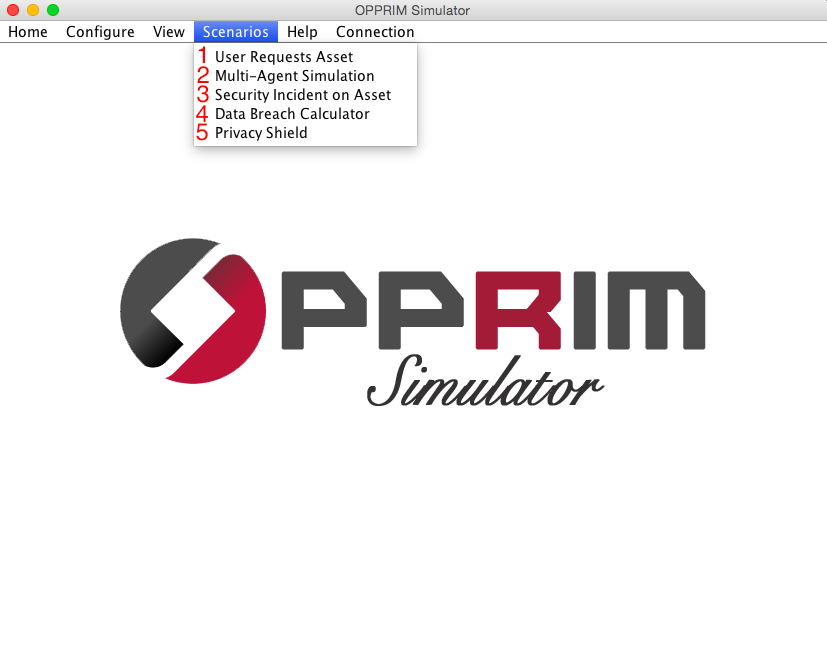 OPPRIM Simulator
Home Configure View Scenarios Help Connection
1 User Requests Asset
2 Multi-Agent Simulation
3 Security Incident on Asset
4 Data Breach Calculator
5 Privacy Shield
OPPRIM
Simulator